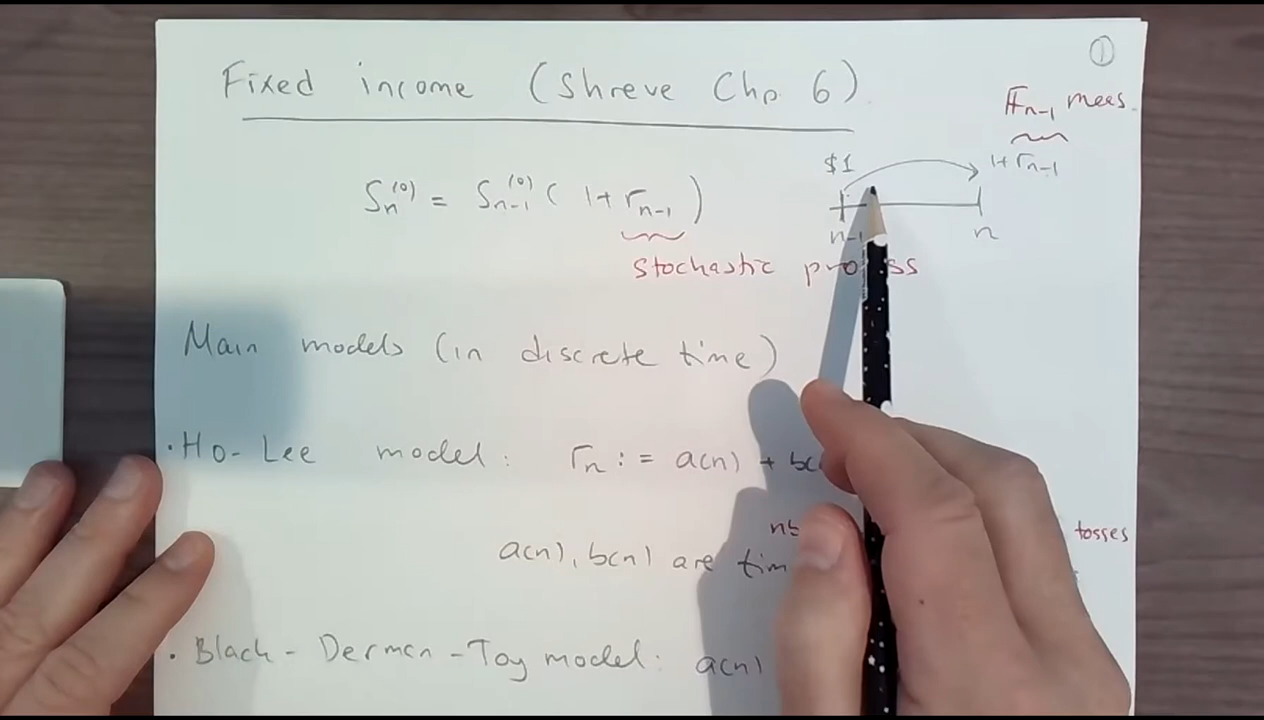 ①
Fixed income (Shreve Chp 6)
F_{n-1} meas.
$1 1+r_{n-1}
S_n^{(0)} = S_{n-1}^{(0)} (1+r_{n-1})
n-1 n
stochastic
Main models (in discrete time)
• Ho-Lee model: r_n := a(n) +
tosses
a(n), b(n) are
• Black-Derman-Toy model: a(n)